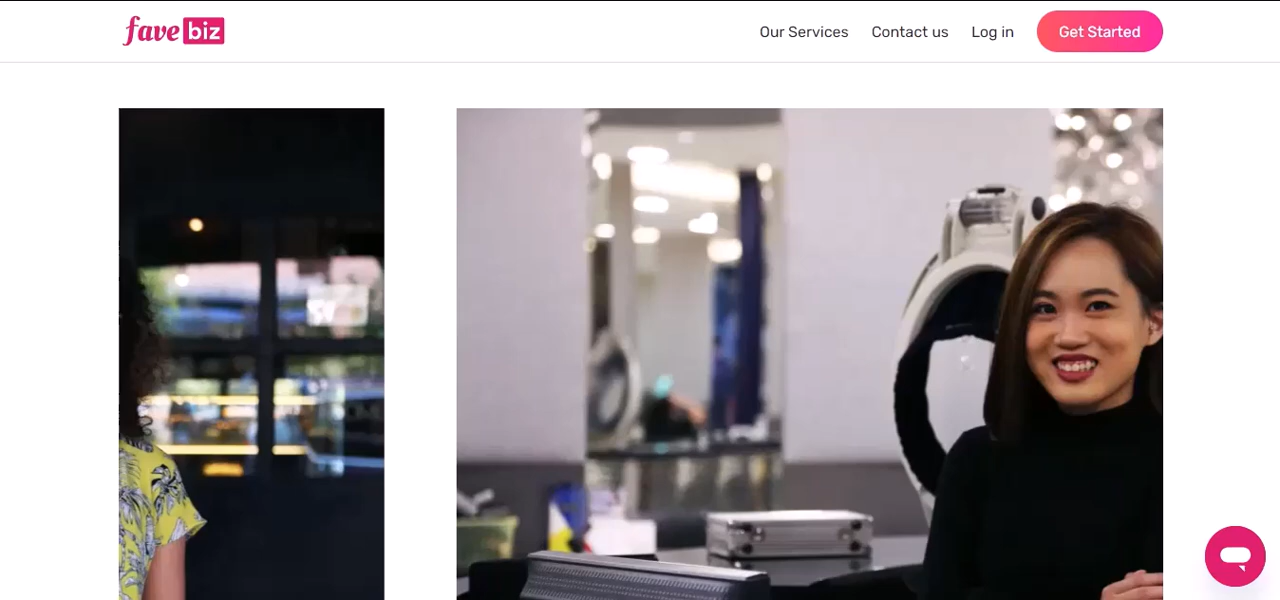 fave biz
Our Services
Contact us
Log in
Get Started